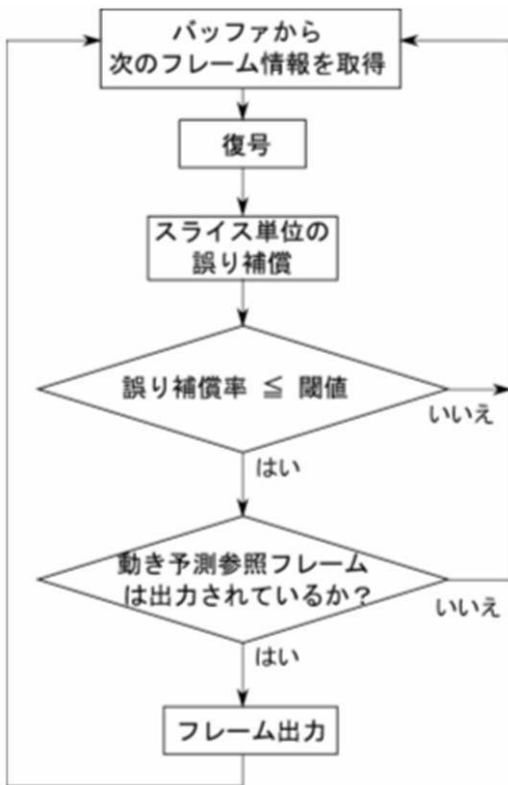 バッファから
次のフレーム情報を取得
復号
スライス単位の
誤り補償
誤り補償率 ≦ 閾値
いいえ
はい
動き予測参照フレーム
は出力されているか？
いいえ
はい
フレーム出力